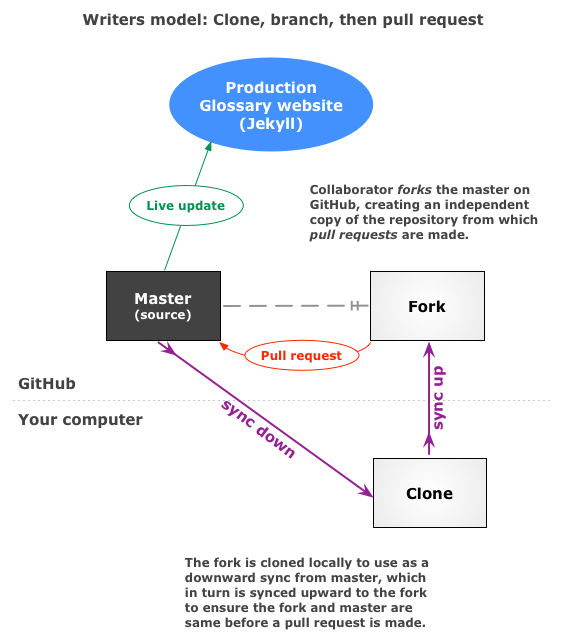 Writers model: Clone, branch, then pull request
Production
Glossary website
(Jekyll)
Live update
Collaborator forks the master on
GitHub, creating an independent
copy of the repository from which
pull requests are made.
Master
(source)
Fork
Pull request
GitHub
Your computer
sync down
sync up
Clone
The fork is cloned locally to use as a
downward sync from master, which
in turn is synced upward to the fork
to ensure the fork and master are
same before a pull request is made.